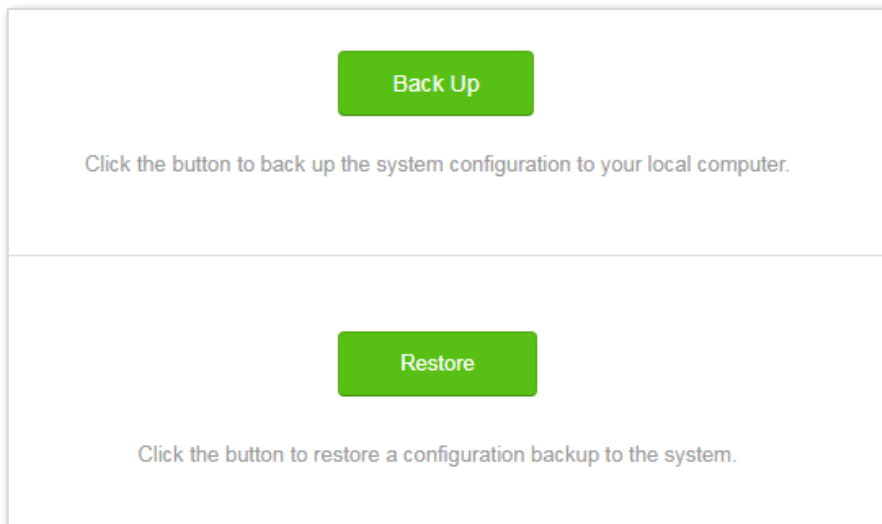 Back Up
Click the button to back up the system configuration to your local computer.
Restore
Click the button to restore a configuration backup to the system.